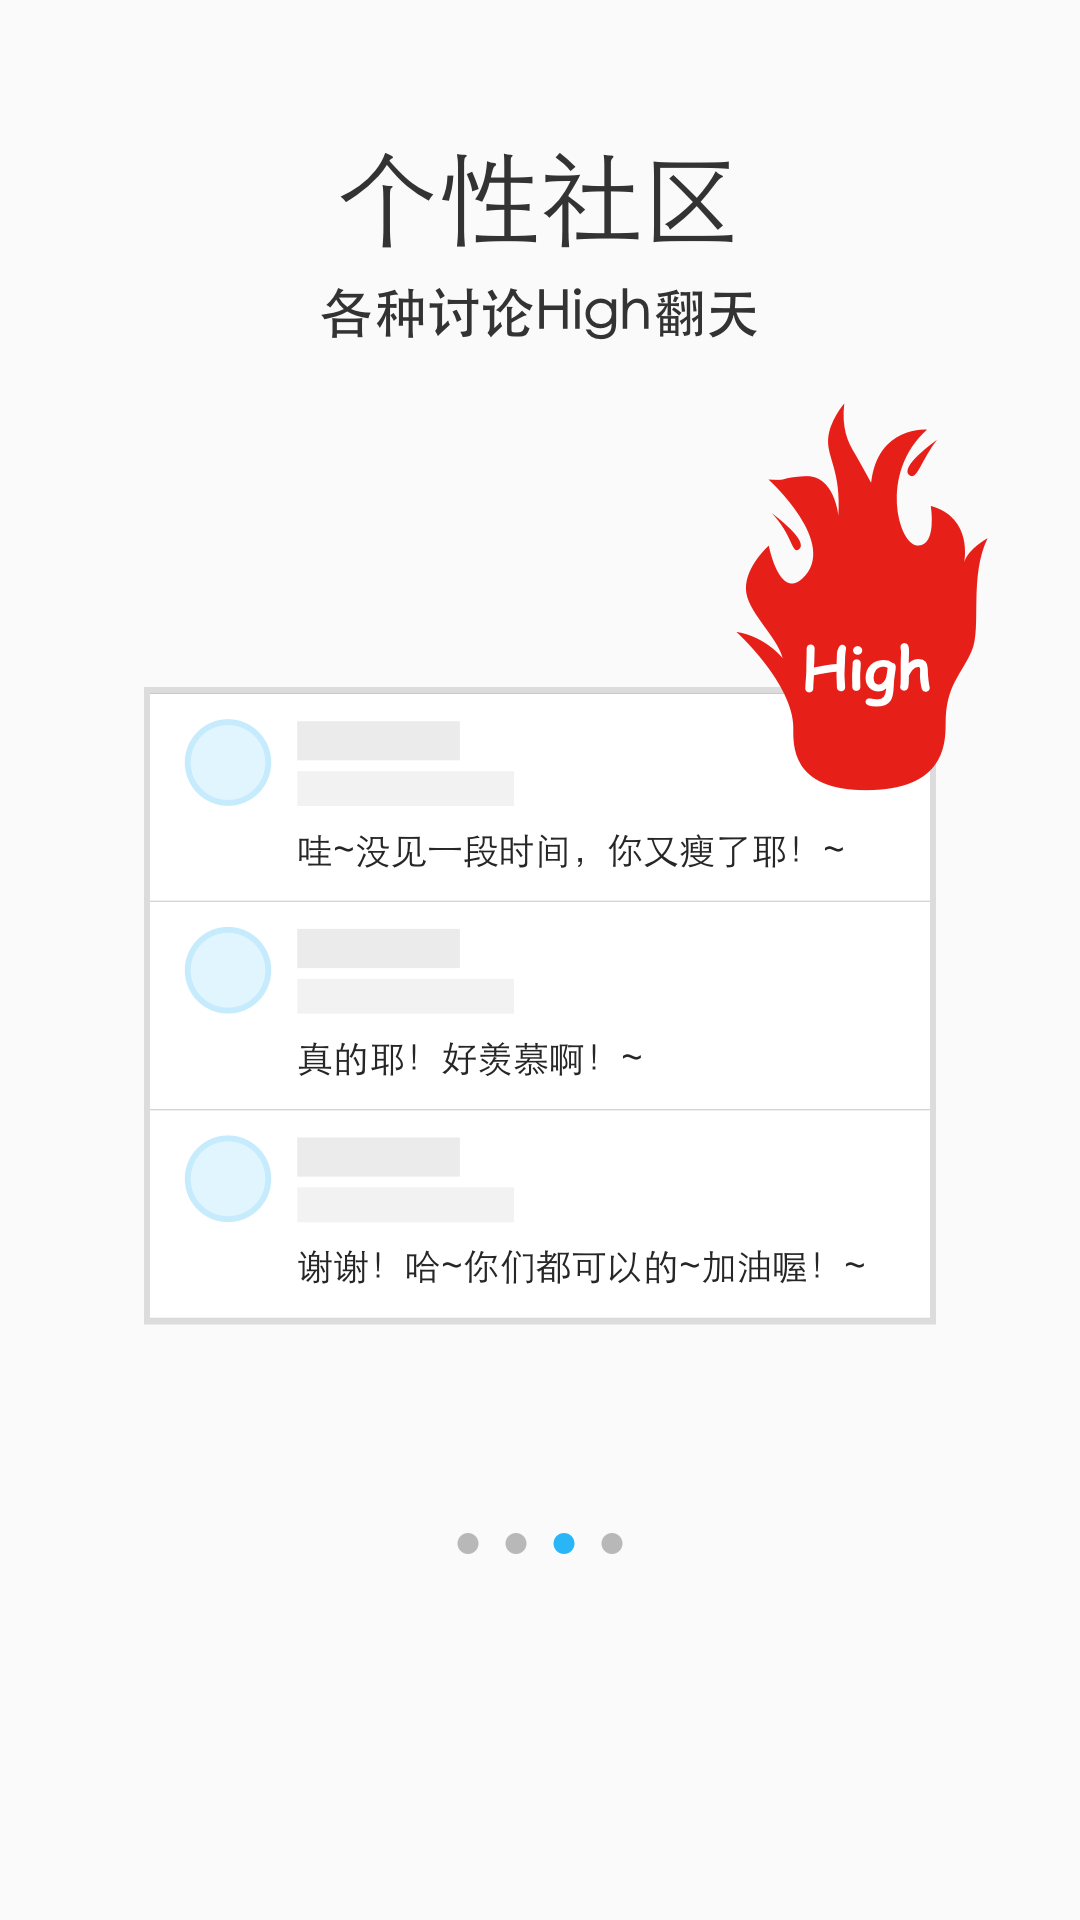 个性社区
各种讨论High翻天
High
哇~没见一段时间，你又瘦了耶！~
真的耶！好羡慕啊！~
谢谢！哈~你们都可以的~加油喔！~